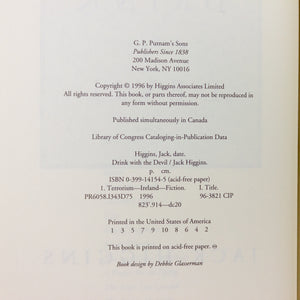 G. P. Putnam's Sons
Publishers Since 1838
200 Madison Avenue
New York, NY 10016
Copyright © 1996 by Higgins Associates Limited
All rights reserved. This book, or parts thereof, may not be reproduced in
any form without permission.
Published simultaneously in Canada
Library of Congress Cataloging-in-Publication Data
Higgins, Jack, date.
Drink with the Devil / Jack Higgins.
p. cm.
ISBN 0-399-14154-5 (acid-free paper)
1. Terrorism—Ireland—Fiction. I. Title.
PR6058.I343D75 1996 96-3821 CIP
823'.914—dc20
Printed in the United States of America
1 3 5 7 9 10 8 6 4 2
This book is printed on acid-free paper. ♾
Book design by Debbie Glasserman